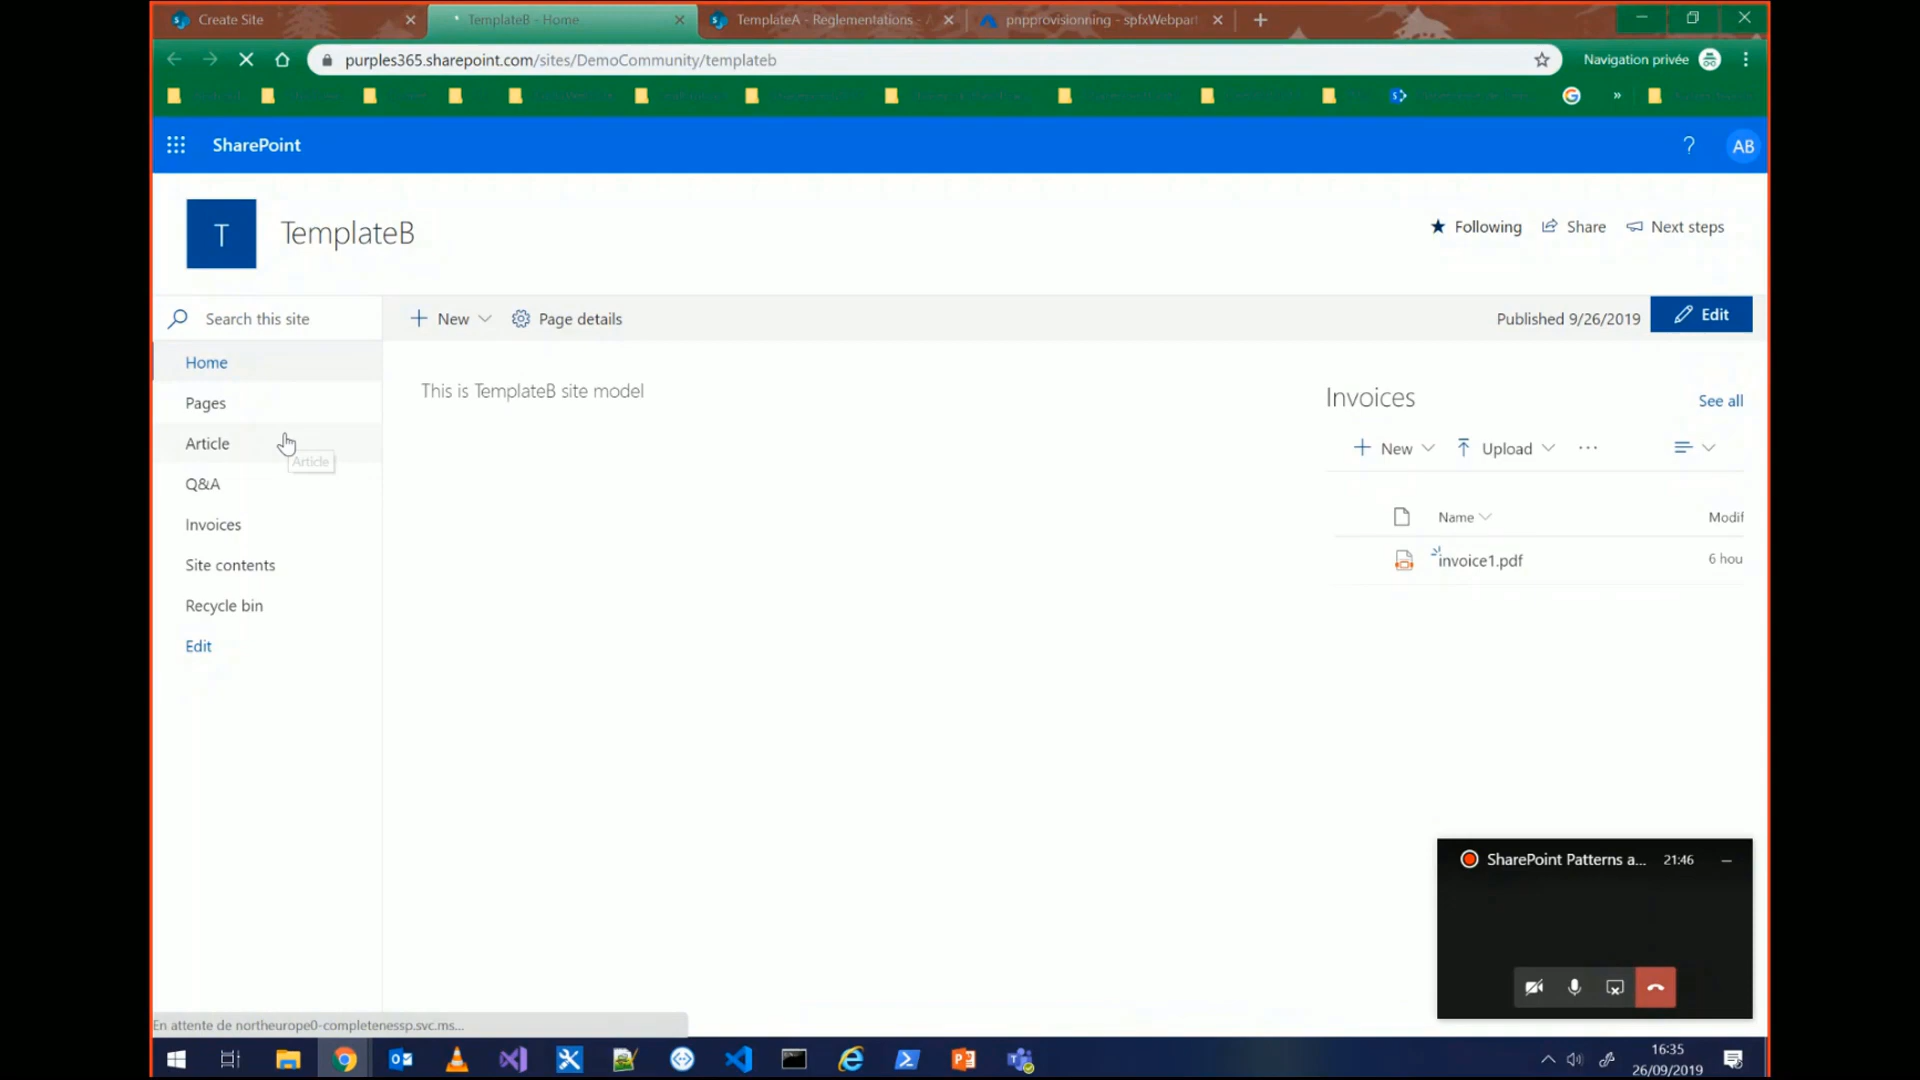 Create Site
TemplateB - Home
TemplateA - Reglementations -
pnpprovisionning - spfxWebpart
purples365.sharepoint.com/sites/DemoCommunity/templateb
Navigation privée
SharePoint
? AB
T
TemplateB
Following
Share
Next steps
Search this site
New
Page details
Published 9/26/2019
Edit
Home
Pages
Article
Article
Q&A
Invoices
Site contents
Recycle bin
Edit
This is TemplateB site model
Invoices
See all
New
Upload
Name
Modif
invoice1.pdf
6 hou
SharePoint Patterns a...
21:46
En attente de northeurope0-completenessp.svc.ms...
16:35
26/09/2019